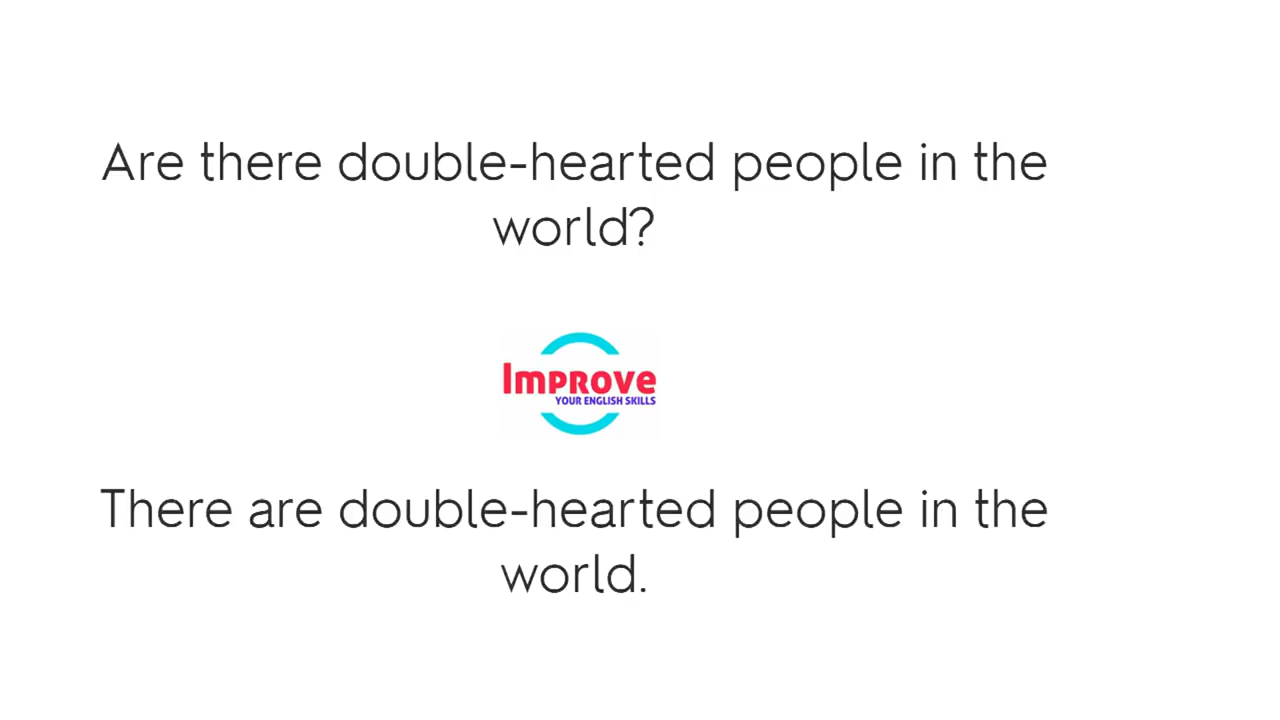 Are there double-hearted people in the
world?
Improve
YOUR ENGLISH SKILLS
There are double-hearted people in the
world.